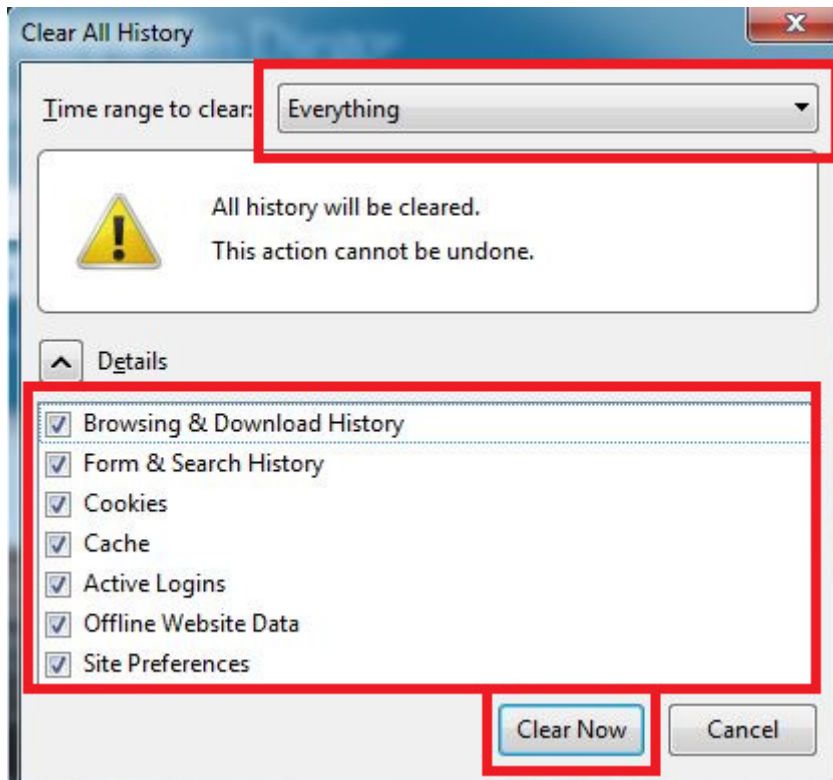 Clear All History
Time range to clear: Everything
All history will be cleared.
This action cannot be undone.
Details
Browsing & Download History
Form & Search History
Cookies
Cache
Active Logins
Offline Website Data
Site Preferences
Clear Now Cancel